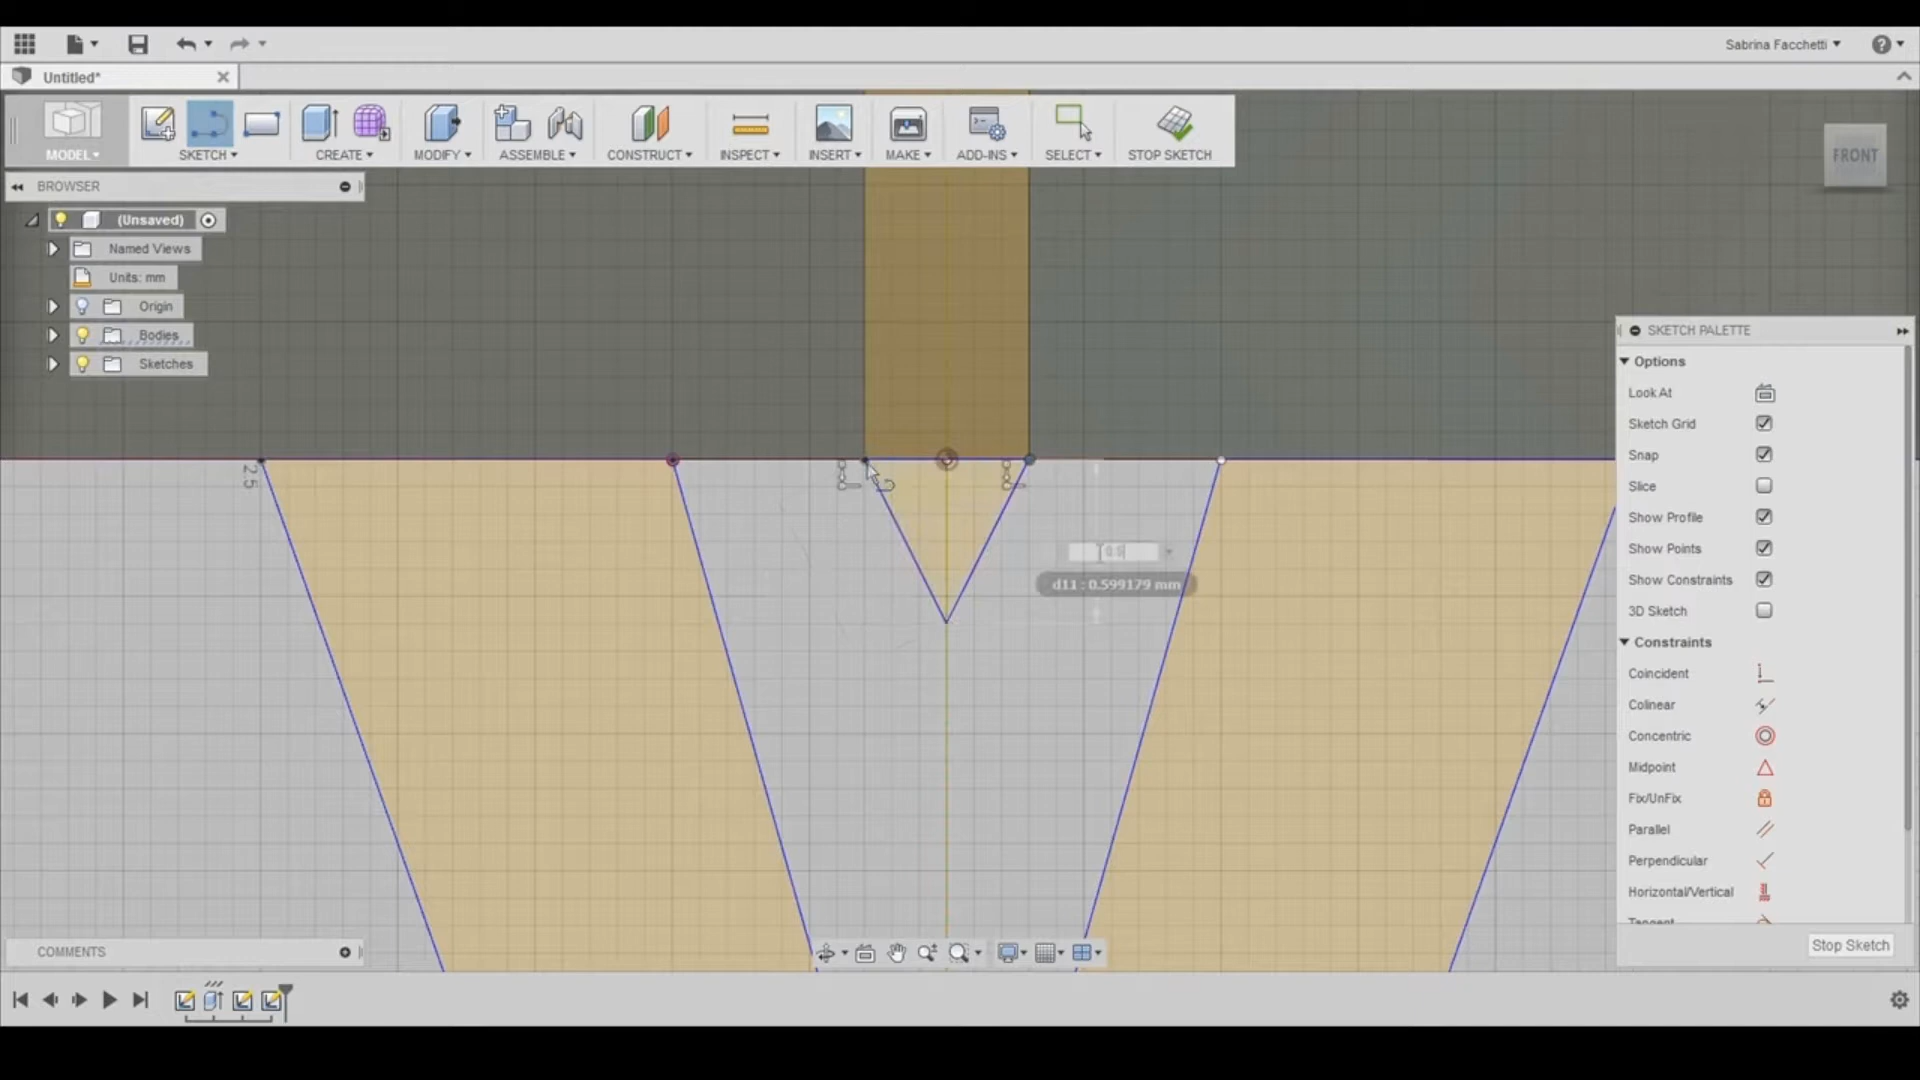 Sabrina Facchetti
Untitled*
MODEL
SKETCH
CREATE
MODIFY
ASSEMBLE
CONSTRUCT
INSPECT
INSERT
MAKE
ADD-INS
SELECT
STOP SKETCH
FRONT
BROWSER
(Unsaved)
Named Views
Units: mm
Origin
Bodies
Sketches
SKETCH PALETTE
Options
Look At
Sketch Grid
Snap
Slice
Show Profile
Show Points
Show Constraints
3D Sketch
Constraints
Coincident
Colinear
Concentric
Midpoint
Fix/UnFix
Parallel
Perpendicular
Horizontal/Vertical
Tangent
2.5
d11 : 0.599179 mm
COMMENTS
Stop Sketch